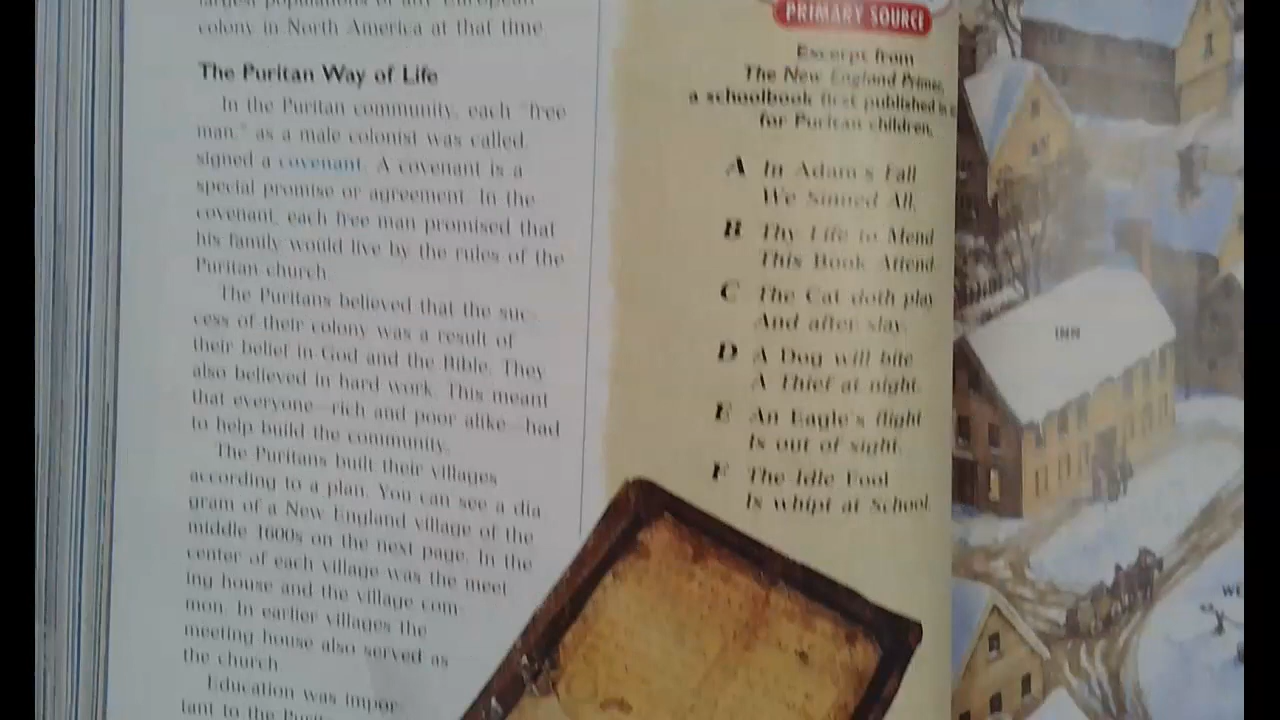 colony in North America at that time
The Puritan Way of Life
In the Puritan community, each "free
man," as a male colonist was called,
signed a covenant. A covenant is a
special promise or agreement. In the
covenant, each free man promised that
his family would live by the rules of the
Puritan church.
The Puritans believed that the suc-
cess of their colony was a result of
their belief in God and the Bible. They
also believed in hard work. This meant
that everyone—rich and poor alike—had
to help build the community.
The Puritans built their villages
according to a plan. You can see a dia
gram of a New England village of the
middle 1600s on the next page. In the
center of each village was the meet
ing house and the village com
mon. In earlier villages the
meeting house also served as
the church
Education was impor
tant to the
PRIMARY SOURCE
Excerpt from
The New England Primer,
a schoolbook first published
for Puritan children.
A In Adam's Fall
We Sinned All.
B Thy Life to Mend
This Book Attend
C The Cat doth play
And after slay.
D A Dog will bite
A Thief at night.
E An Eagle's flight
Is out of sight.
F The Idle Fool
Is whipt at School.
INN